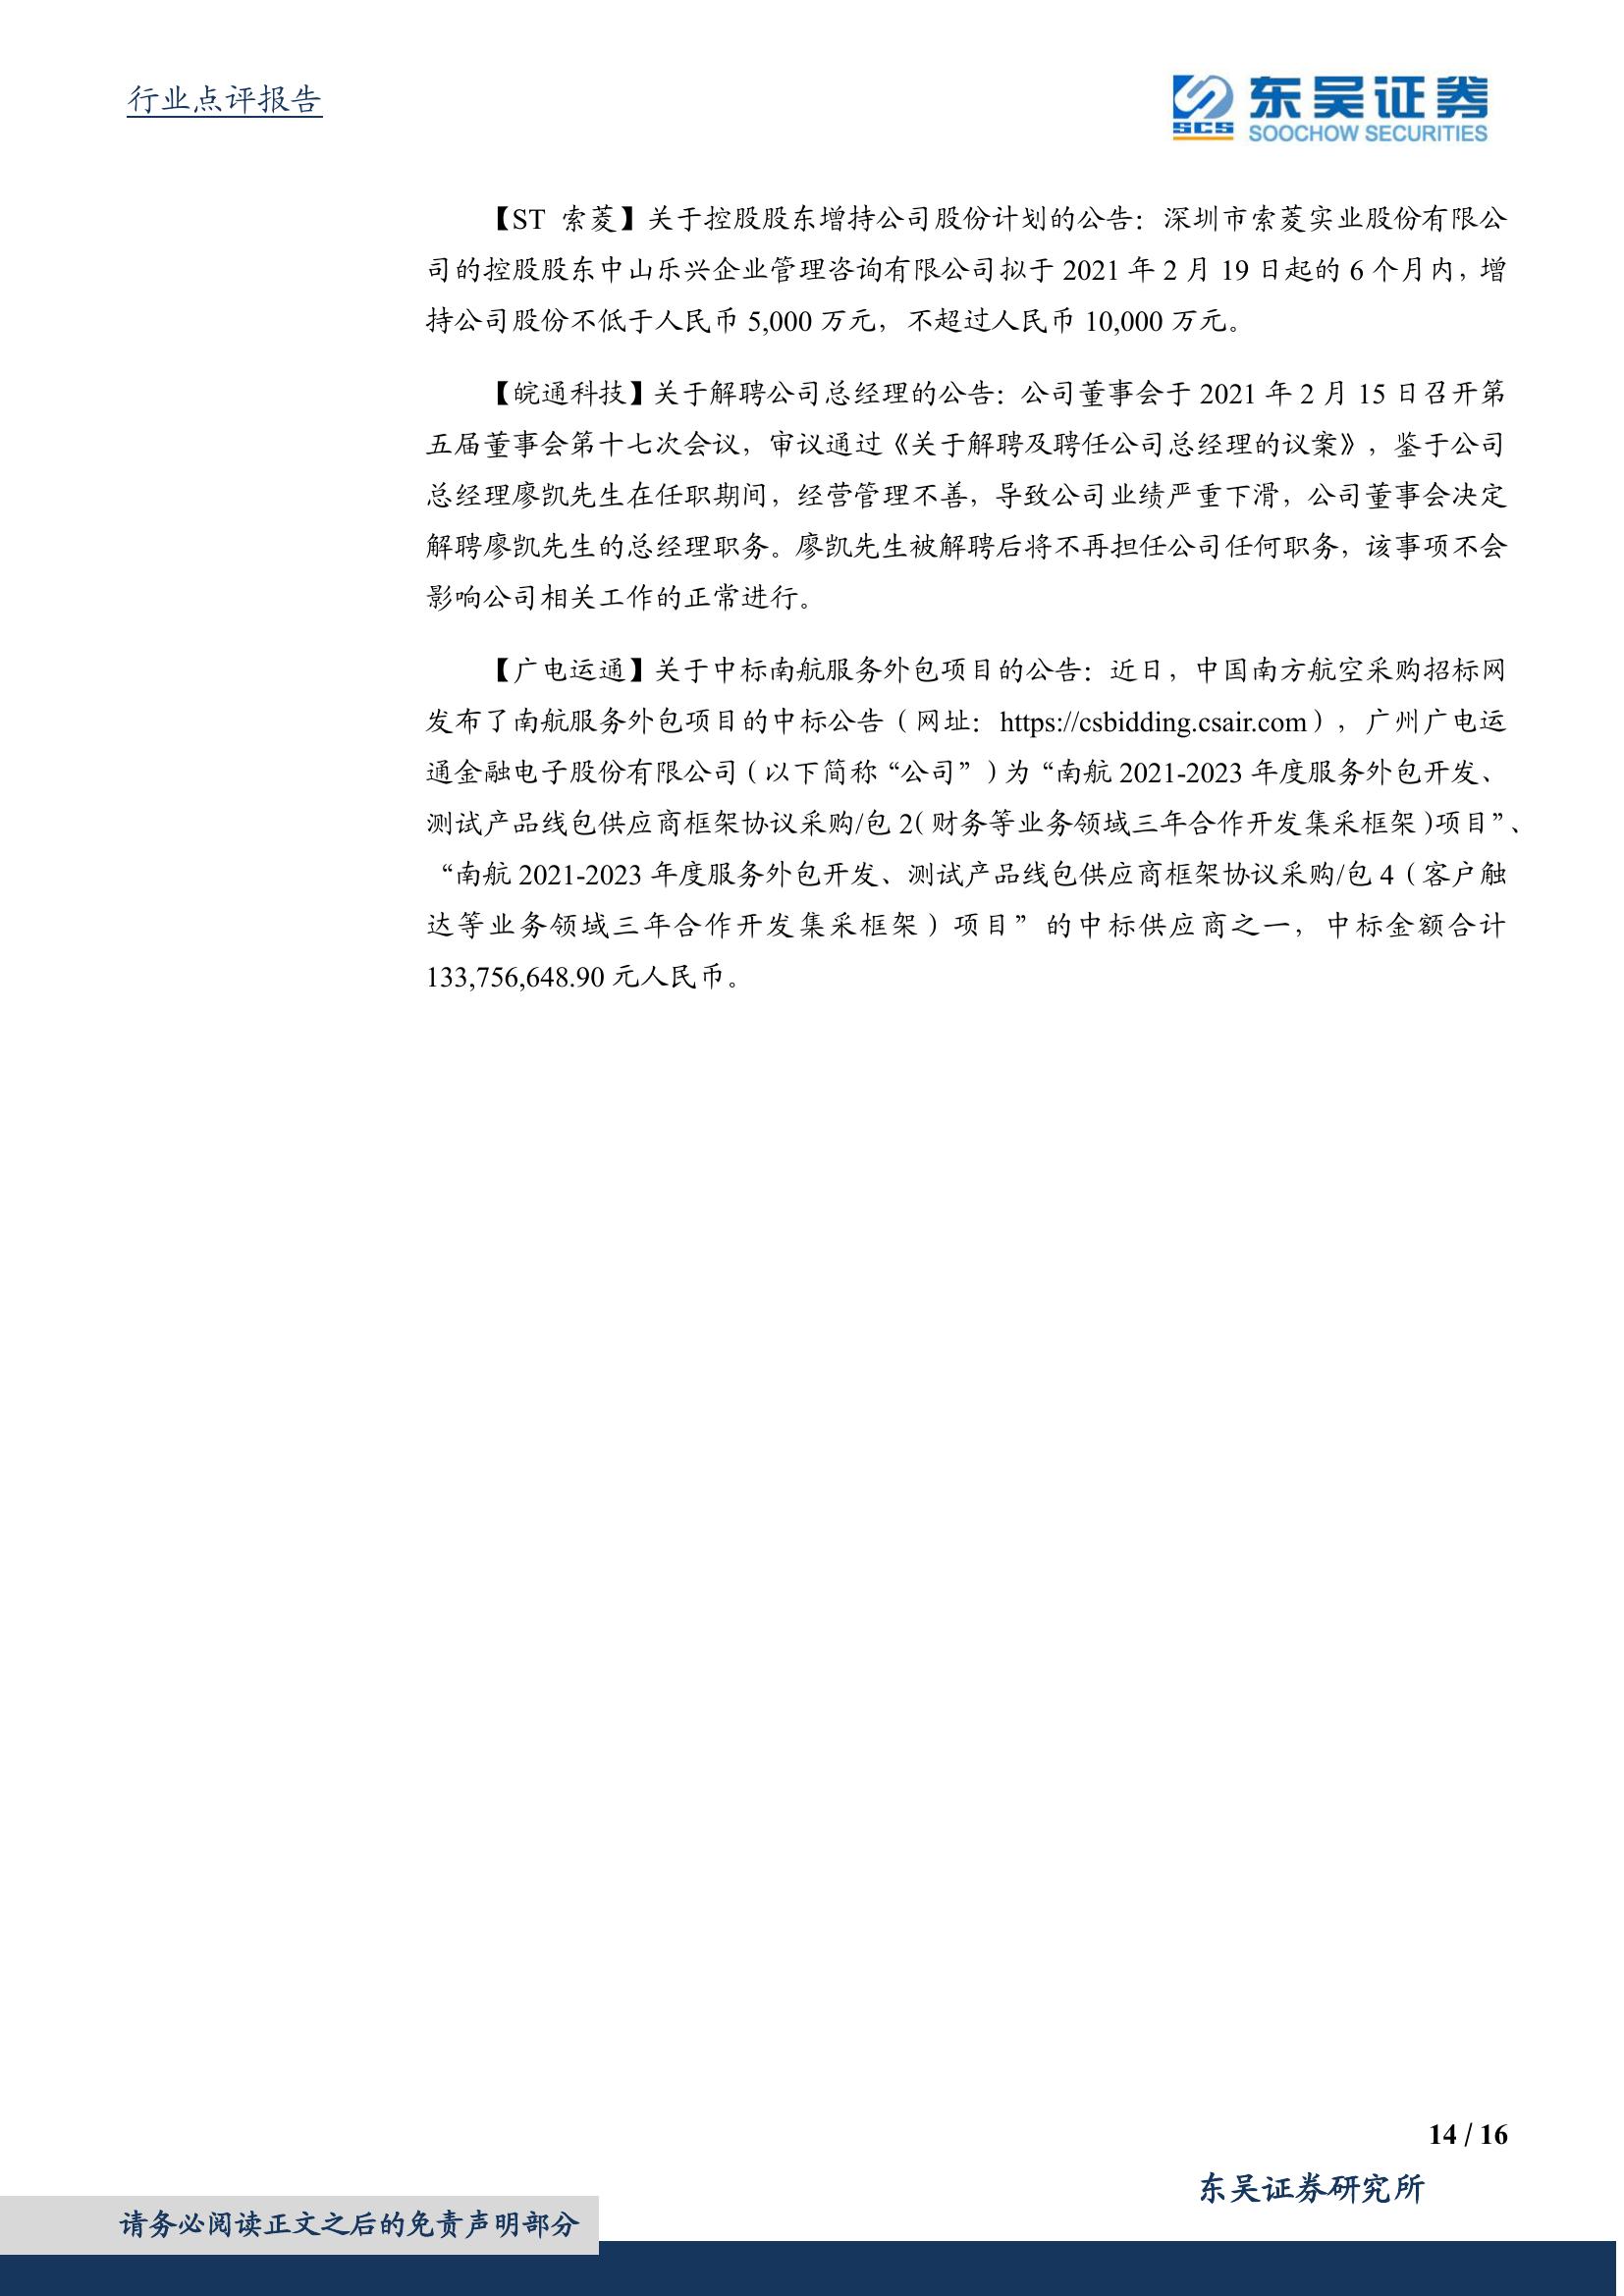 行业点评报告
SCS
东吴证券
SOOCHOW SECURITIES
【ST 索菱】关于控股股东增持公司股份计划的公告：深圳市索菱实业股份有限公
司的控股股东中山乐兴企业管理咨询有限公司拟于 2021 年 2 月 19 日起的 6 个月内，增
持公司股份不低于人民币 5,000 万元，不超过人民币 10,000 万元。
【皖通科技】关于解聘公司总经理的公告：公司董事会于 2021 年 2 月 15 日召开第
五届董事会第十七次会议，审议通过《关于解聘及聘任公司总经理的议案》，鉴于公司
总经理廖凯先生在任职期间，经营管理不善，导致公司业绩严重下滑，公司董事会决定
解聘廖凯先生的总经理职务。廖凯先生被解聘后将不再担任公司任何职务，该事项不会
影响公司相关工作的正常进行。
【广电运通】关于中标南航服务外包项目的公告：近日，中国南方航空采购招标网
发布了南航服务外包项目的中标公告（网址：https://csbidding.csair.com），广州广电运
通金融电子股份有限公司（以下简称“公司”）为“南航 2021-2023 年度服务外包开发、
测试产品线包供应商框架协议采购/包 2（财务等业务领域三年合作开发集采框架）项目”、
“南航 2021-2023 年度服务外包开发、测试产品线包供应商框架协议采购/包 4（客户触
达等业务领域三年合作开发集采框架）项目”的中标供应商之一，中标金额合计
133,756,648.90 元人民币。
14 / 16
东吴证券研究所
请务必阅读正文之后的免责声明部分